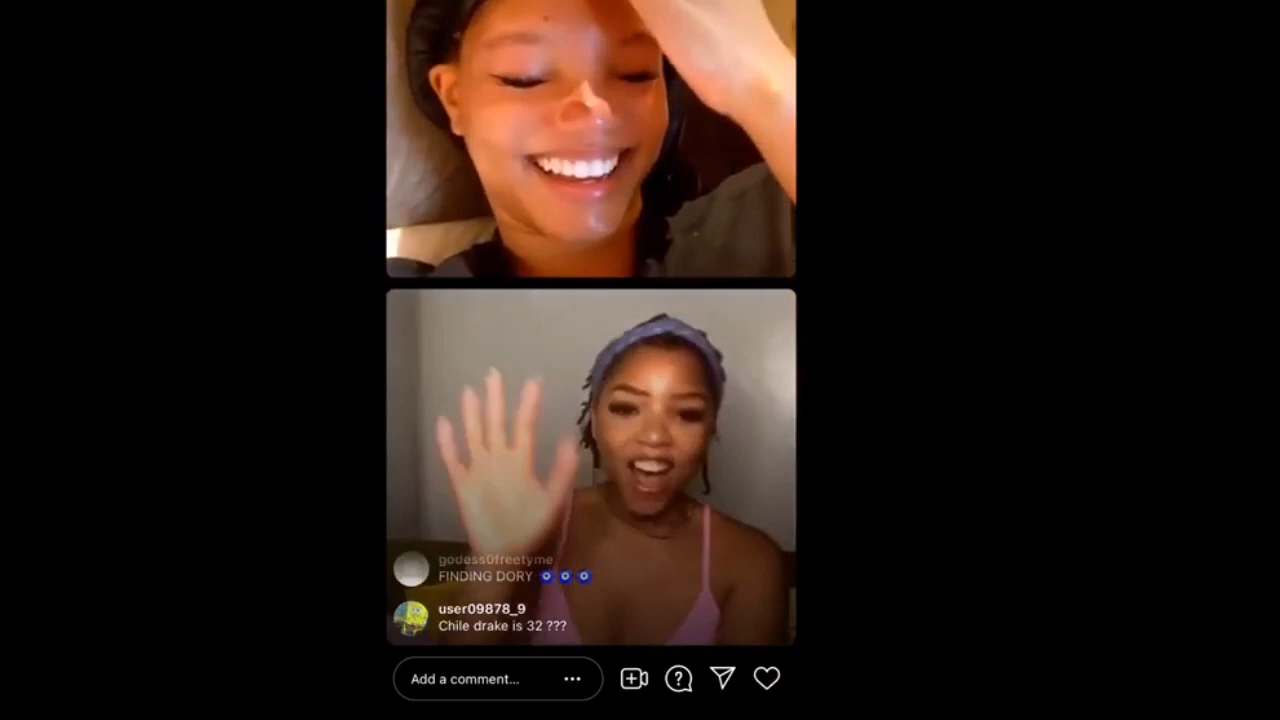 godess0freetyme
FINDING DORY 🧿🧿🧿
user09878_9
Chile drake is 32 ???
Add a comment...